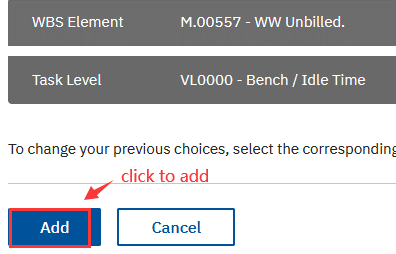 WBS Element M.00557 - WW Unbilled.
Task Level VL0000 - Bench / Idle Time
To change your previous choices, select the corresponding
click to add
Add Cancel